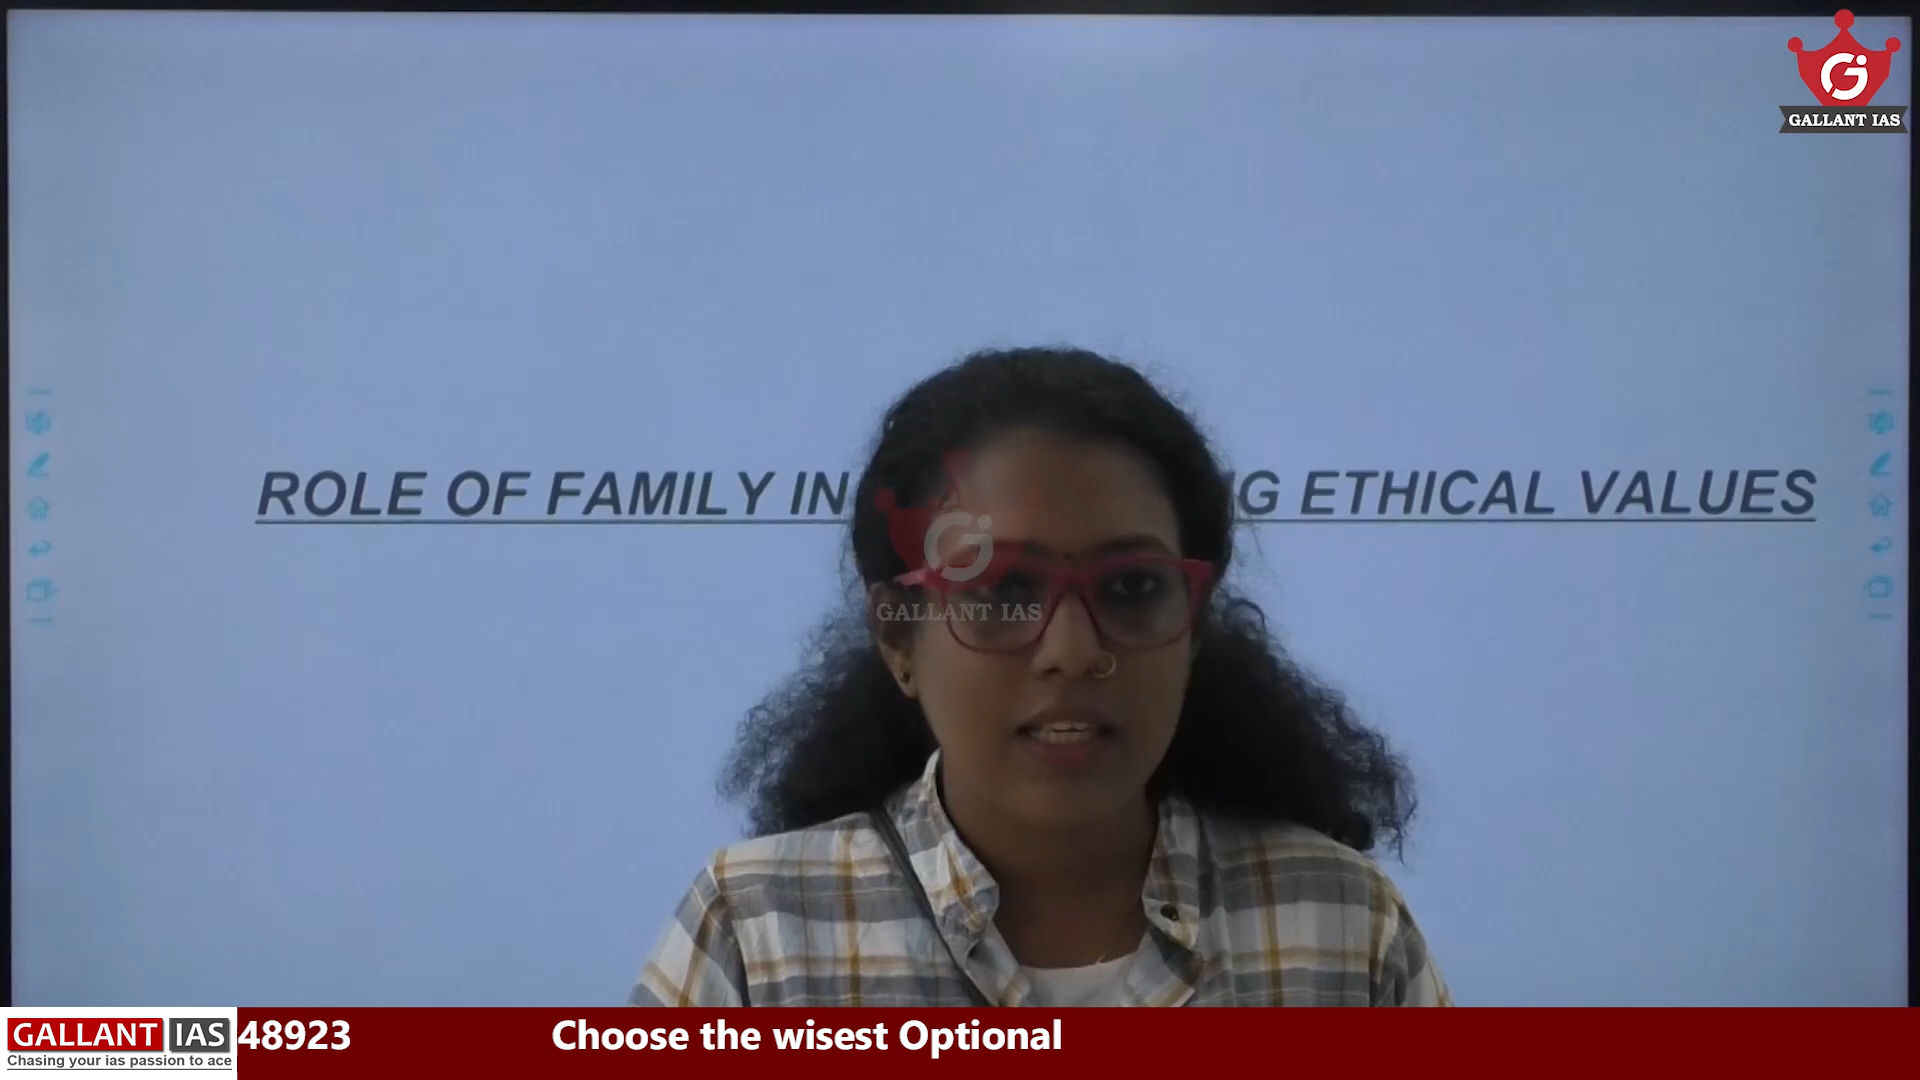 G
GALLANT IAS
ROLE OF FAMILY IN G ETHICAL VALUES
G
GALLANT IAS
GALLANT IAS
Chasing your ias passion to ace
48923
Choose the wisest Optional